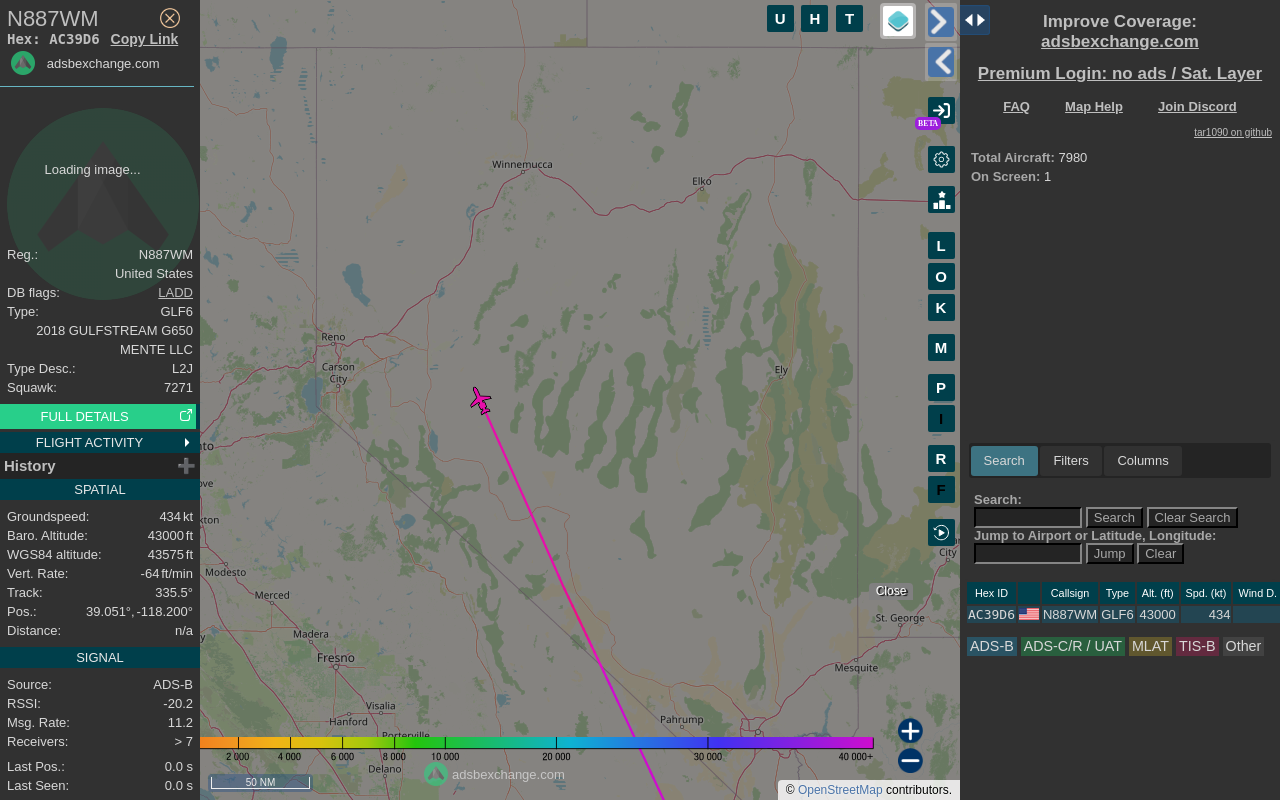 N887WM
Hex: AC39D6 Copy Link
adsbexchange.com
Loading image...
Reg.: N887WM
United States
DB flags: LADD
Type: GLF6
2018 GULFSTREAM G650
MENTE LLC
Type Desc.: L2J
Squawk: 7271
FULL DETAILS
FLIGHT ACTIVITY
History
SPATIAL
Groundspeed: 434 kt
Baro. Altitude: 43000 ft
WGS84 altitude: 43575 ft
Vert. Rate: -64 ft/min
Track: 335.5°
Pos.: 39.051°, -118.200°
Distance: n/a
SIGNAL
Source: ADS-B
RSSI: -20.2
Msg. Rate: 11.2
Receivers: > 7
Last Pos.: 0.0 s
Last Seen: 0.0 s
U H T
BETA
L
O
K
M
P
I
R
F
Winnemucca
Elko
Reno
Carson
City
Ely
nto
ove
kton
Modesto
Merced
Madera
Fresno
Visalia
Hanford
Porterville
Delano
Pahrump
City
Close
St. George
Mesquite
2 000 4 000 6 000 8 000 10 000 20 000 30 000 40 000+
50 NM
adsbexchange.com
© OpenStreetMap contributors.
Improve Coverage:
adsbexchange.com
Premium Login: no ads / Sat. Layer
FAQ Map Help Join Discord
tar1090 on github
Total Aircraft: 7980
On Screen: 1
Search Filters Columns
Search:
Search Clear Search
Jump to Airport or Latitude, Longitude:
Jump Clear
Hex ID Callsign Type Alt. (ft) Spd. (kt) Wind D.
AC39D6 N887WM GLF6 43000 434
ADS-B ADS-C/R / UAT MLAT TIS-B Other